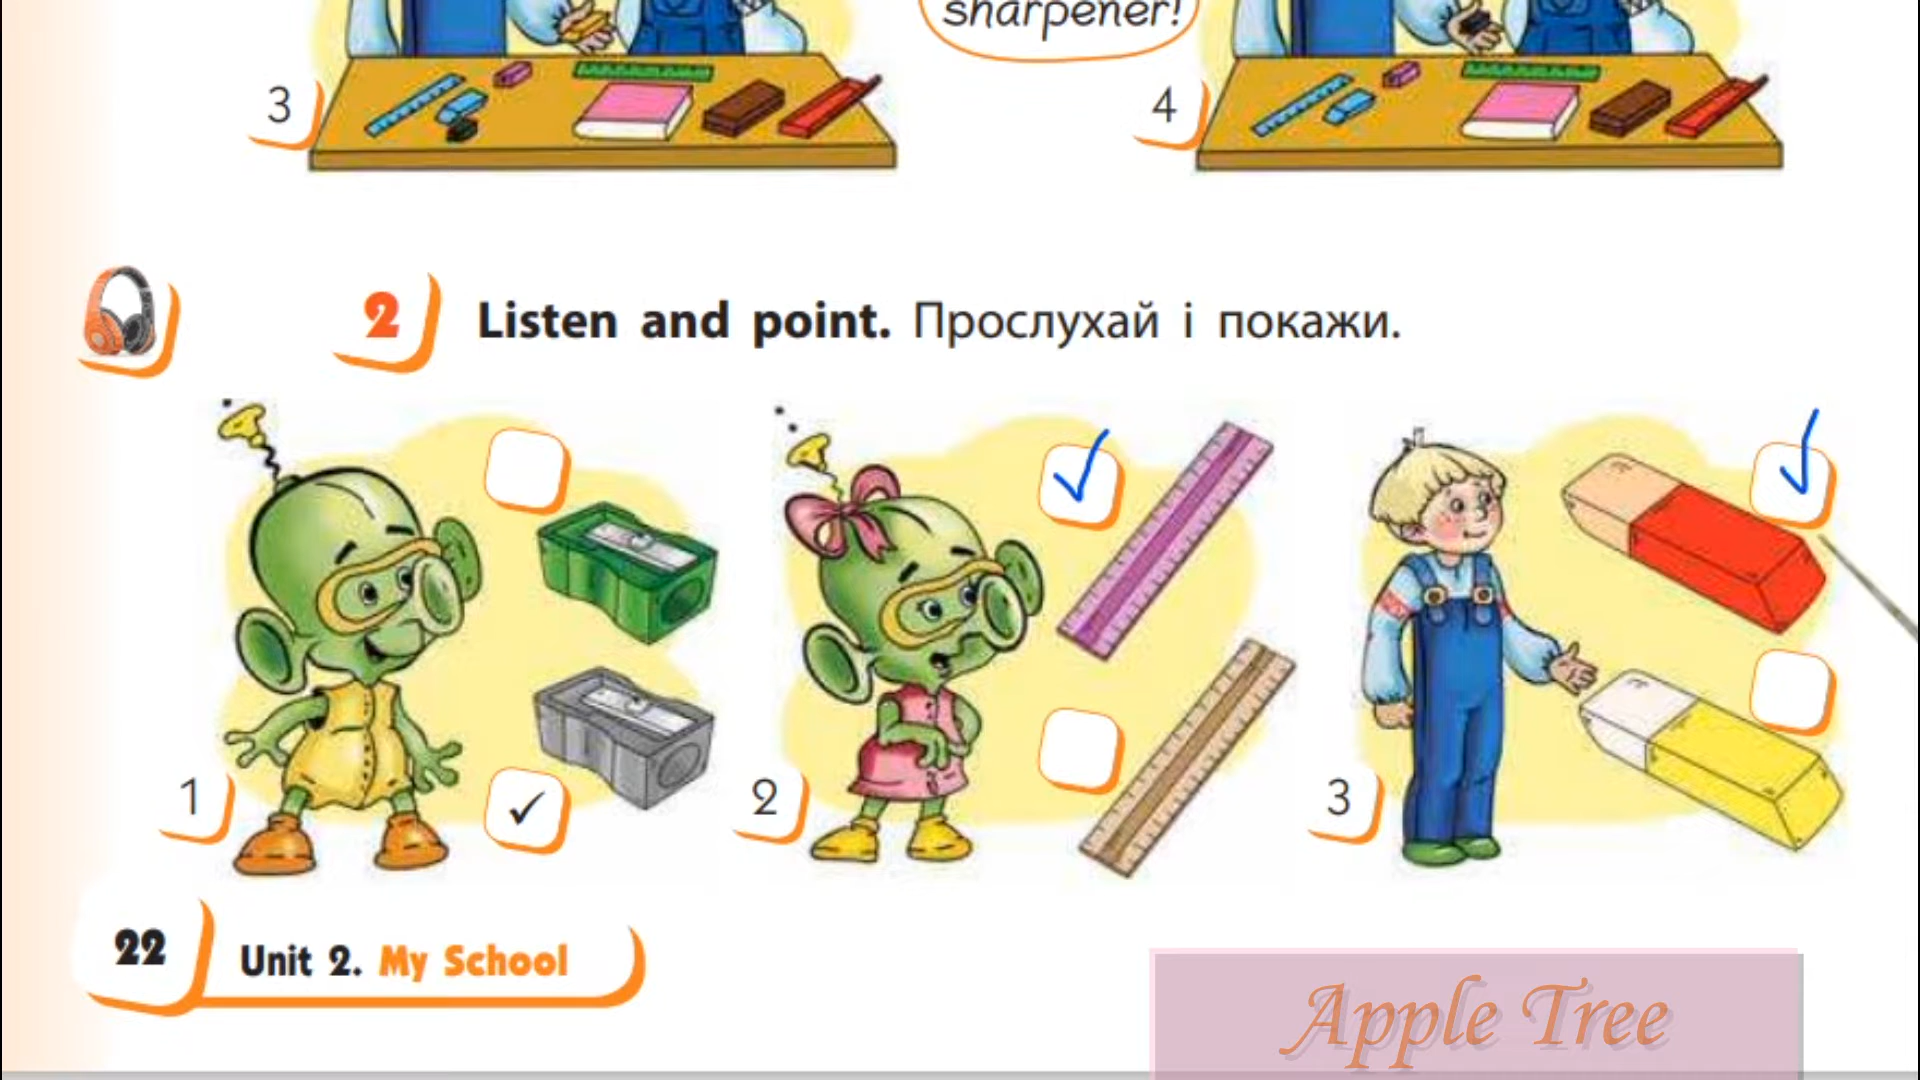 sharpener!
3
4
2 Listen and point. Прослухай і покажи.
1
2
3
22 Unit 2. My School
Apple Tree